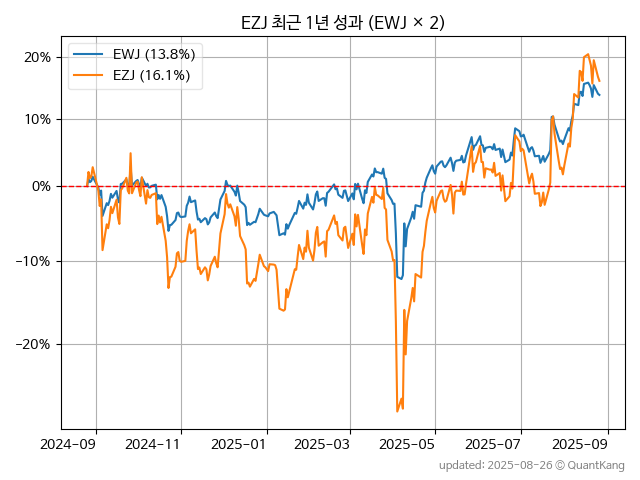 EZJ 최근 1년 성과 (EWJ × 2)
EWJ (13.8%)
EZJ (16.1%)
20%
10%
0%
−10%
−20%
2024-09 2024-11 2025-01 2025-03 2025-05 2025-07 2025-09
updated: 2025-08-26 © QuantKang